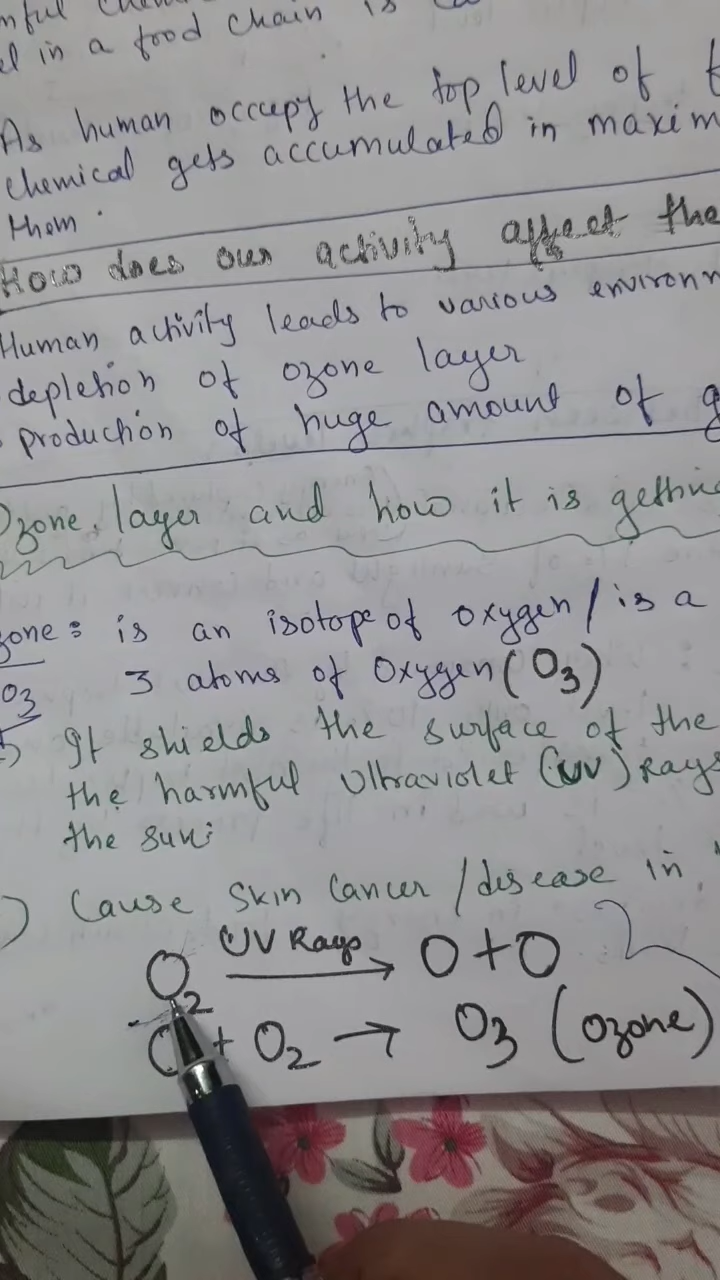 in a food chain is
As human occupy the top level of
chemical gets accumulated in maxim
them.
How does our activity affect the
Human activity leads to various environm
depletion of ozone layer
production of huge amount of g
Ozone layer and how it is getting
zone: is an isotope of oxygen/is a
O3 3 atoms of Oxygen (O3)
It shields the surface of the
the harmful Ultraviolet (UV) Rays
the sun:
Cause Skin Cancer/disease in
UV Rays
O2 → O+O
O + O2 → O3 (Ozone)